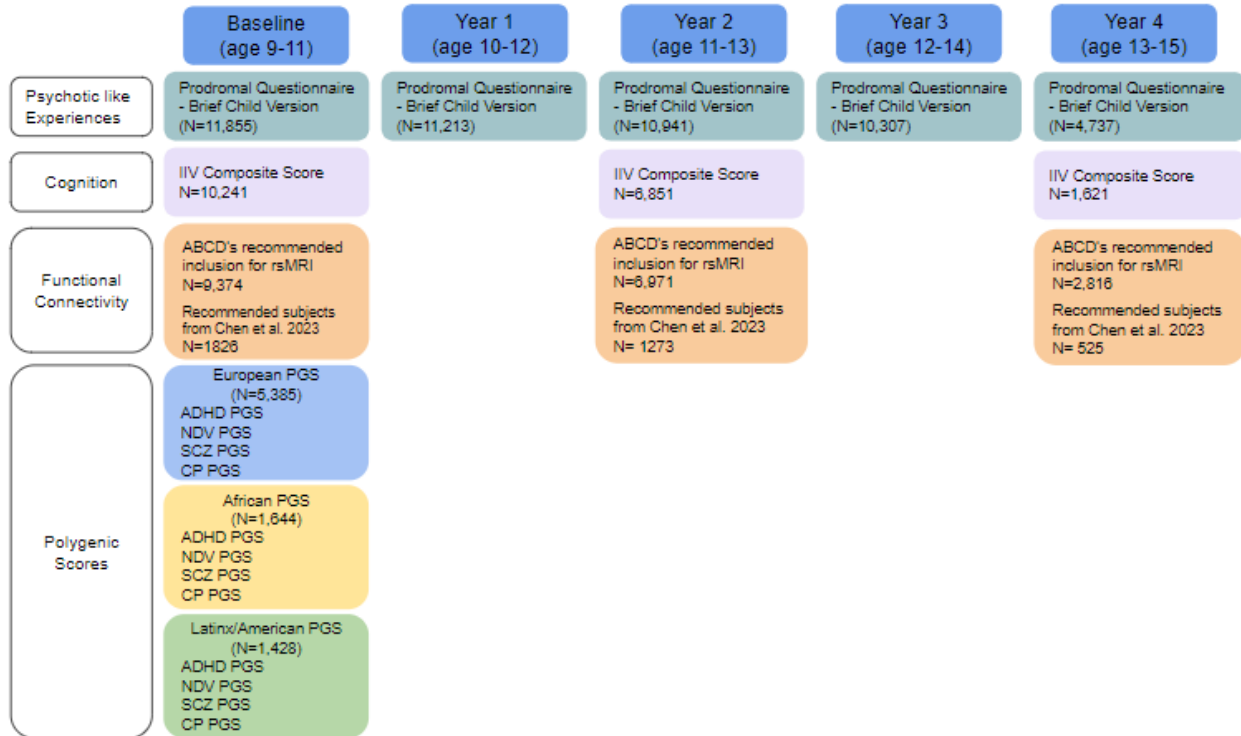 Baseline
(age 9-11)
Year 1
(age 10-12)
Year 2
(age 11-13)
Year 3
(age 12-14)
Year 4
(age 13-15)
Psychotic like
Experiences
Prodromal Questionnaire
- Brief Child Version
(N=11,855)
Prodromal Questionnaire
- Brief Child Version
(N=11,213)
Prodromal Questionnaire
- Brief Child Version
(N=10,941)
Prodromal Questionnaire
- Brief Child Version
(N=10,307)
Prodromal Questionnaire
- Brief Child Version
(N=4,737)
Cognition
IIV Composite Score
N=10,241
IIV Composite Score
N=6,851
IIV Composite Score
N=1,621
Functional
Connectivity
ABCD's recommended
inclusion for rsMRI
N=9,374
Recommended subjects
from Chen et al. 2023
N=1826
ABCD's recommended
inclusion for rsMRI
N=6,971
Recommended subjects
from Chen et al. 2023
N= 1273
ABCD's recommended
inclusion for rsMRI
N=2,816
Recommended subjects
from Chen et al. 2023
N= 525
Polygenic
Scores
European PGS
(N=5,385)
ADHD PGS
NDV PGS
SCZ PGS
CP PGS
African PGS
(N=1,644)
ADHD PGS
NDV PGS
SCZ PGS
CP PGS
Latinx/American PGS
(N=1,428)
ADHD PGS
NDV PGS
SCZ PGS
CP PGS